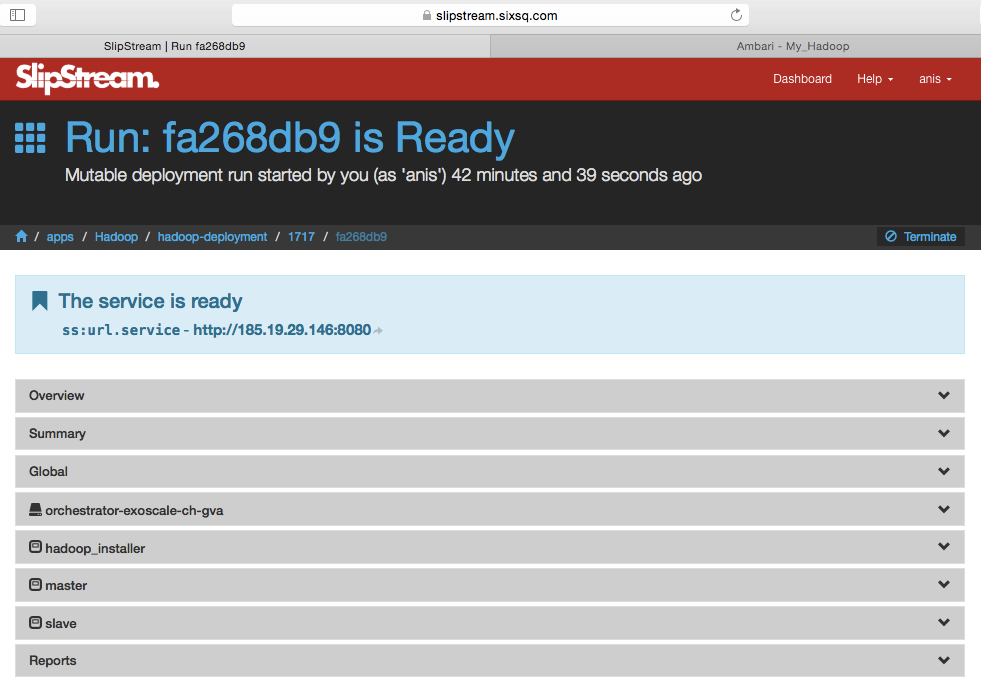 slipstream.sixsq.com
SlipStream | Run fa268db9
Ambari - My_Hadoop
SlipStream.
Dashboard Help anis
Run: fa268db9 is Ready
Mutable deployment run started by you (as 'anis') 42 minutes and 39 seconds ago
/ apps / Hadoop / hadoop-deployment / 1717 / fa268db9
Terminate
The service is ready
ss:url.service - http://185.19.29.146:8080
Overview
Summary
Global
orchestrator-exoscale-ch-gva
hadoop_installer
master
slave
Reports